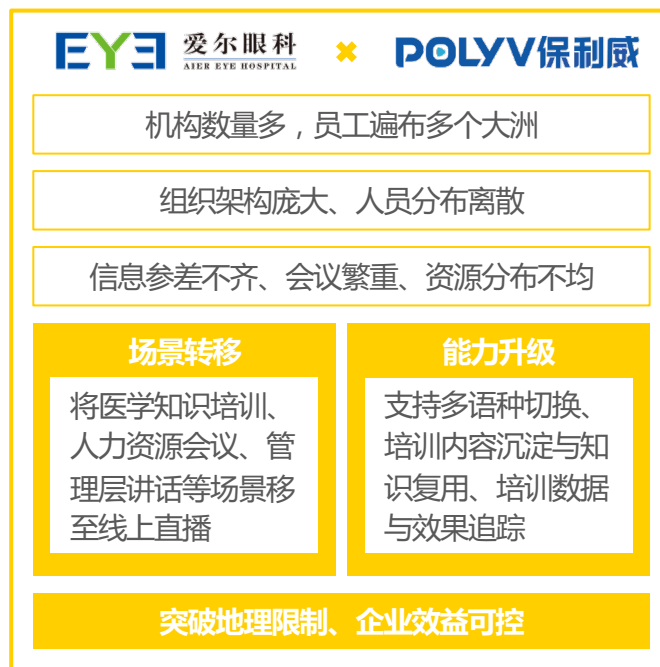 EYE 爱尔眼科 AIER EYE HOSPITAL × POLYV保利威
机构数量多，员工遍布多个大洲
组织架构庞大、人员分布离散
信息参差不齐、会议繁重、资源分布不均
场景转移
将医学知识培训、
人力资源会议、管
理层讲话等场景移
至线上直播
能力升级
支持多语种切换、
培训内容沉淀与知
识复用、培训数据
与效果追踪
突破地理限制、企业效益可控